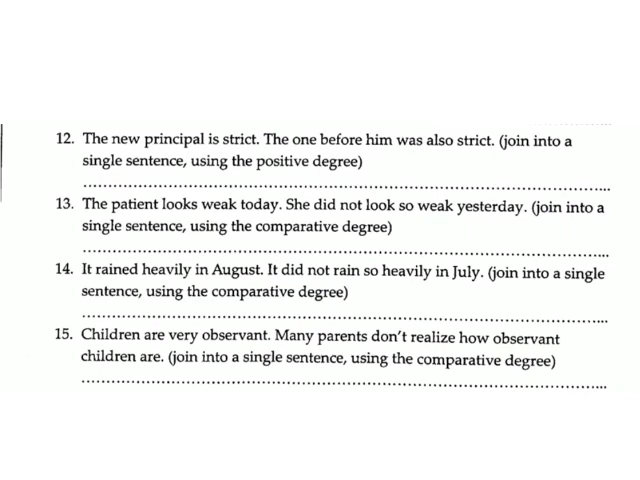 12. The new principal is strict. The one before him was also strict. (join into a
single sentence, using the positive degree)
13. The patient looks weak today. She did not look so weak yesterday. (join into a
single sentence, using the comparative degree)
14. It rained heavily in August. It did not rain so heavily in July. (join into a single
sentence, using the comparative degree)
15. Children are very observant. Many parents don't realize how observant
children are. (join into a single sentence, using the comparative degree)